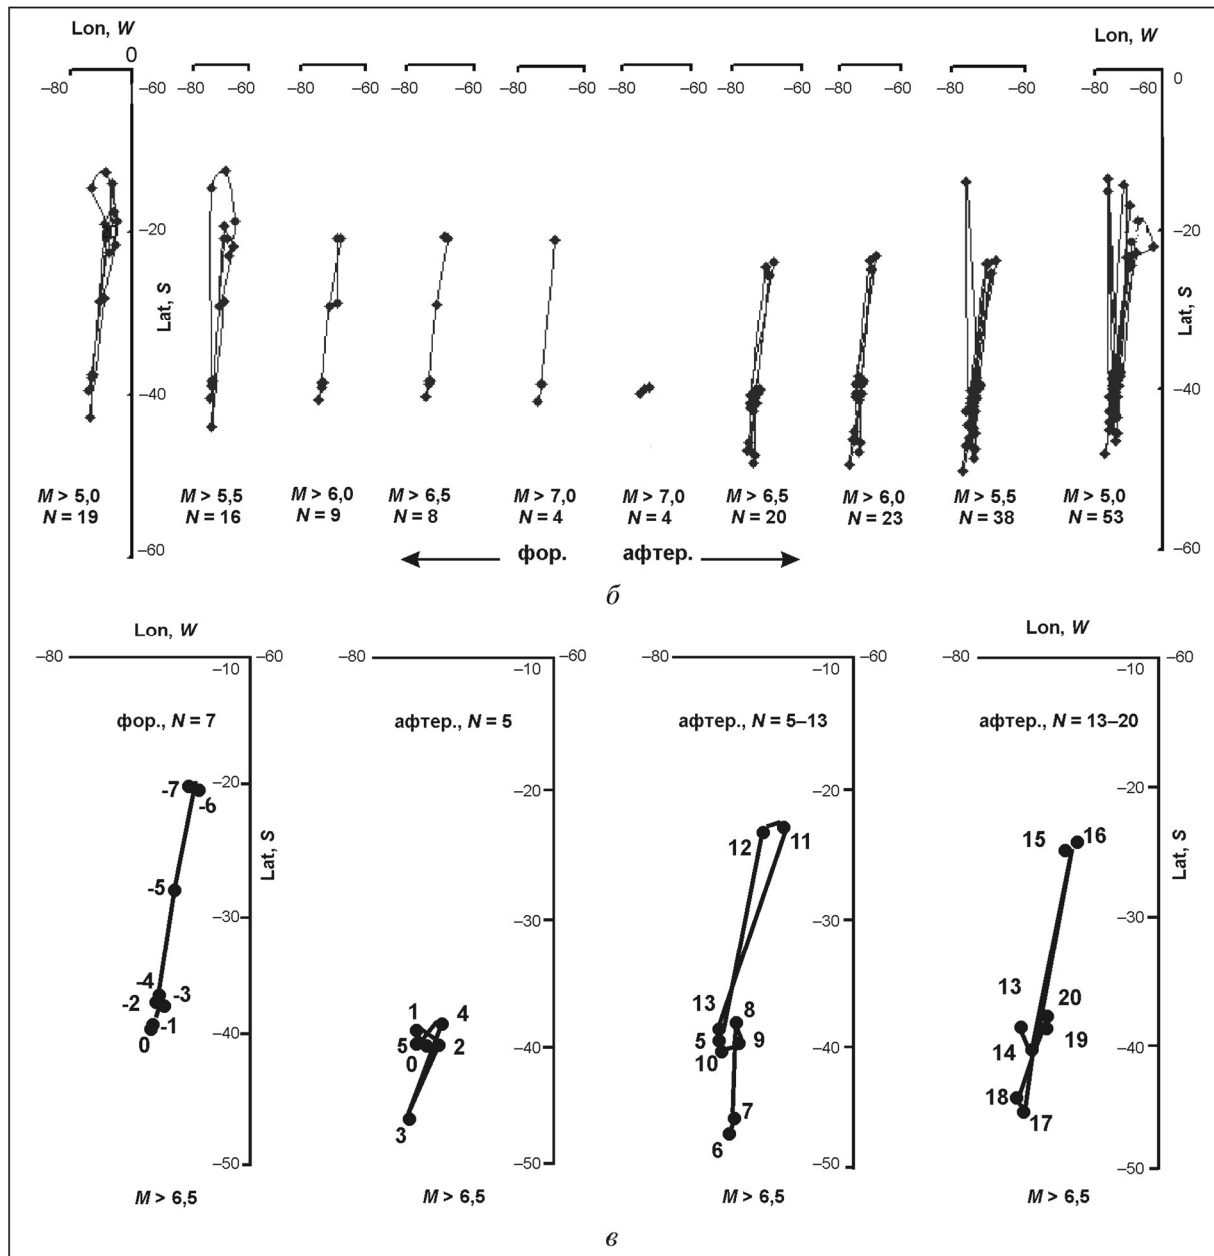 Lon, W Lon, W
0
–80 –60 –80 –60 –80 –60 –80 –60 –80 –60 –80 –60 –80 –60 –80 –60 –80 –60 –80 –60 0
–20 –20
Lat, S Lat, S
–40 –40
M > 5,0 M > 5,5 M > 6,0 M > 6,5 M > 7,0 M > 7,0 M > 6,5 M > 6,0 M > 5,5 M > 5,0
N = 19 N = 16 N = 9 N = 8 N = 4 N = 4 N = 20 N = 23 N = 38 N = 53
–60 –60
фор. афтер.
б
Lon, W Lon, W
–80 –60 –80 –60 –80 –60 –80 –60
–10 –10 –10 –10
фор., N = 7 афтер., N = 5 афтер., N = 5–13 афтер., N = 13–20
–20 –20 –20 –20
-7 -6 12 11 15 16
Lat, S Lat, S
-5
–30 –30 –30 –30
-4 -2 -3 -1 0
1 4 5 0 2 3
13 8 5 9 10 7 6
13 20 14 19 18 17
–40 –40 –40 –40
–50 –50 –50 –50
M > 6,5 M > 6,5 M > 6,5 M > 6,5
в